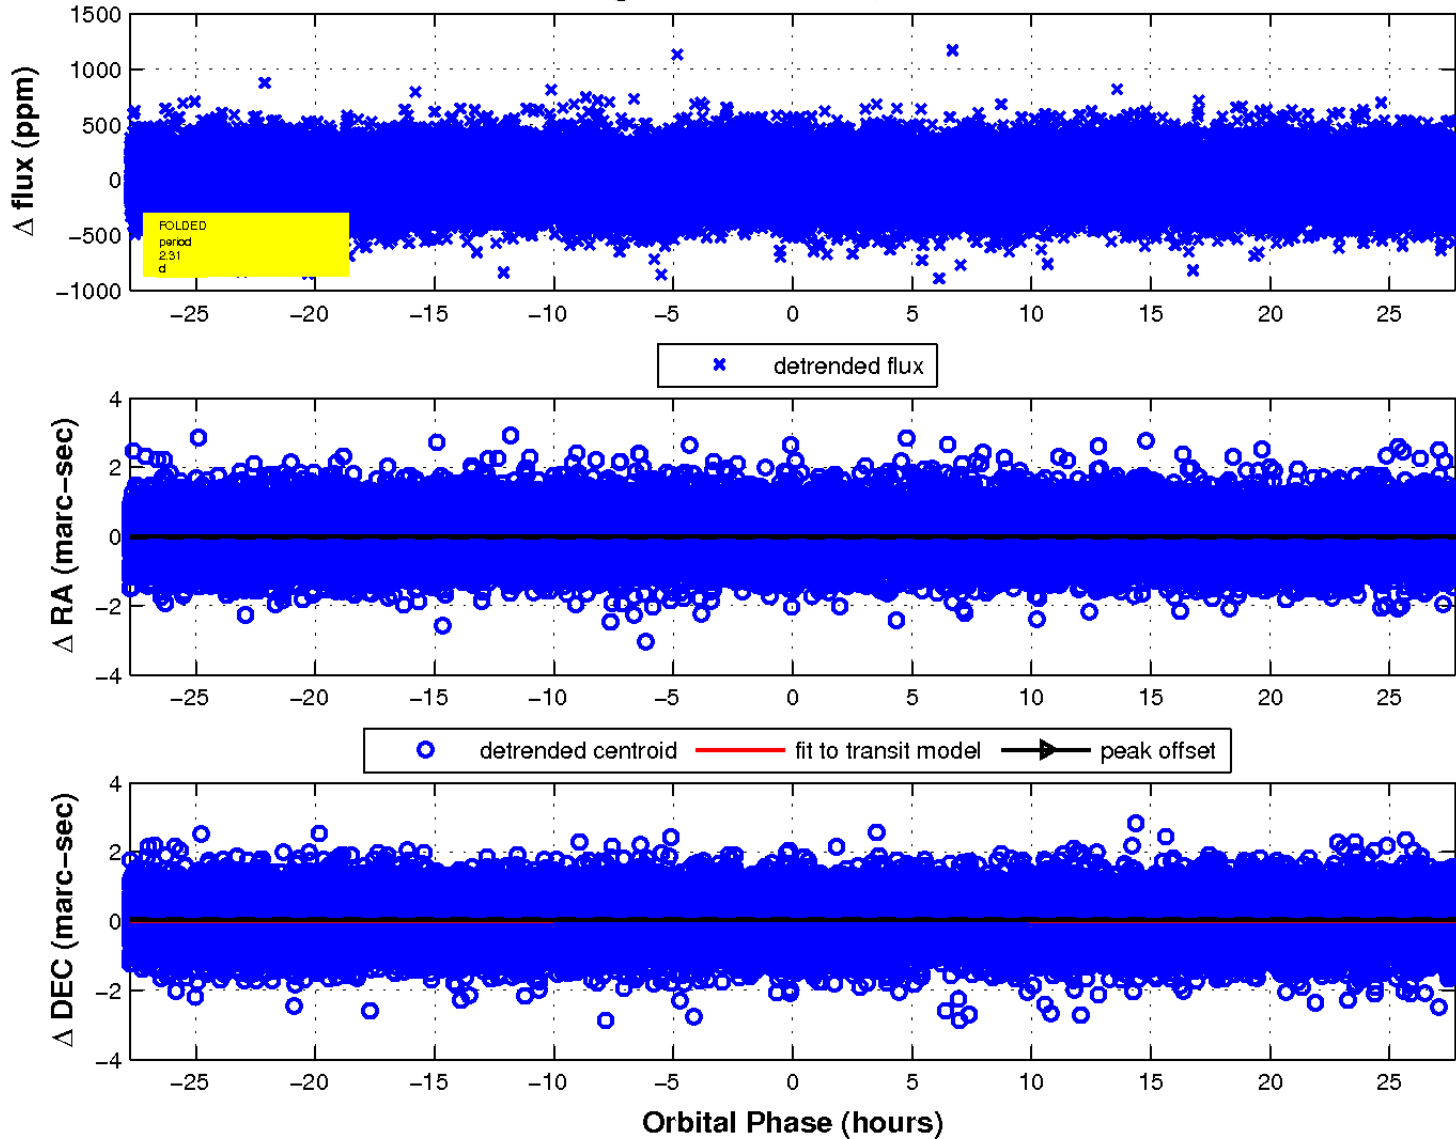 1500
1000
500
0
−500
−1000
Δ flux (ppm)
FOLDED
period
2.31
d
−25 −20 −15 −10 −5 0 5 10 15 20 25
detrended flux
4
2
0
−2
−4
Δ RA (marc−sec)
−25 −20 −15 −10 −5 0 5 10 15 20 25
detrended centroid fit to transit model peak offset
4
2
0
−2
−4
Δ DEC (marc−sec)
−25 −20 −15 −10 −5 0 5 10 15 20 25
Orbital Phase (hours)